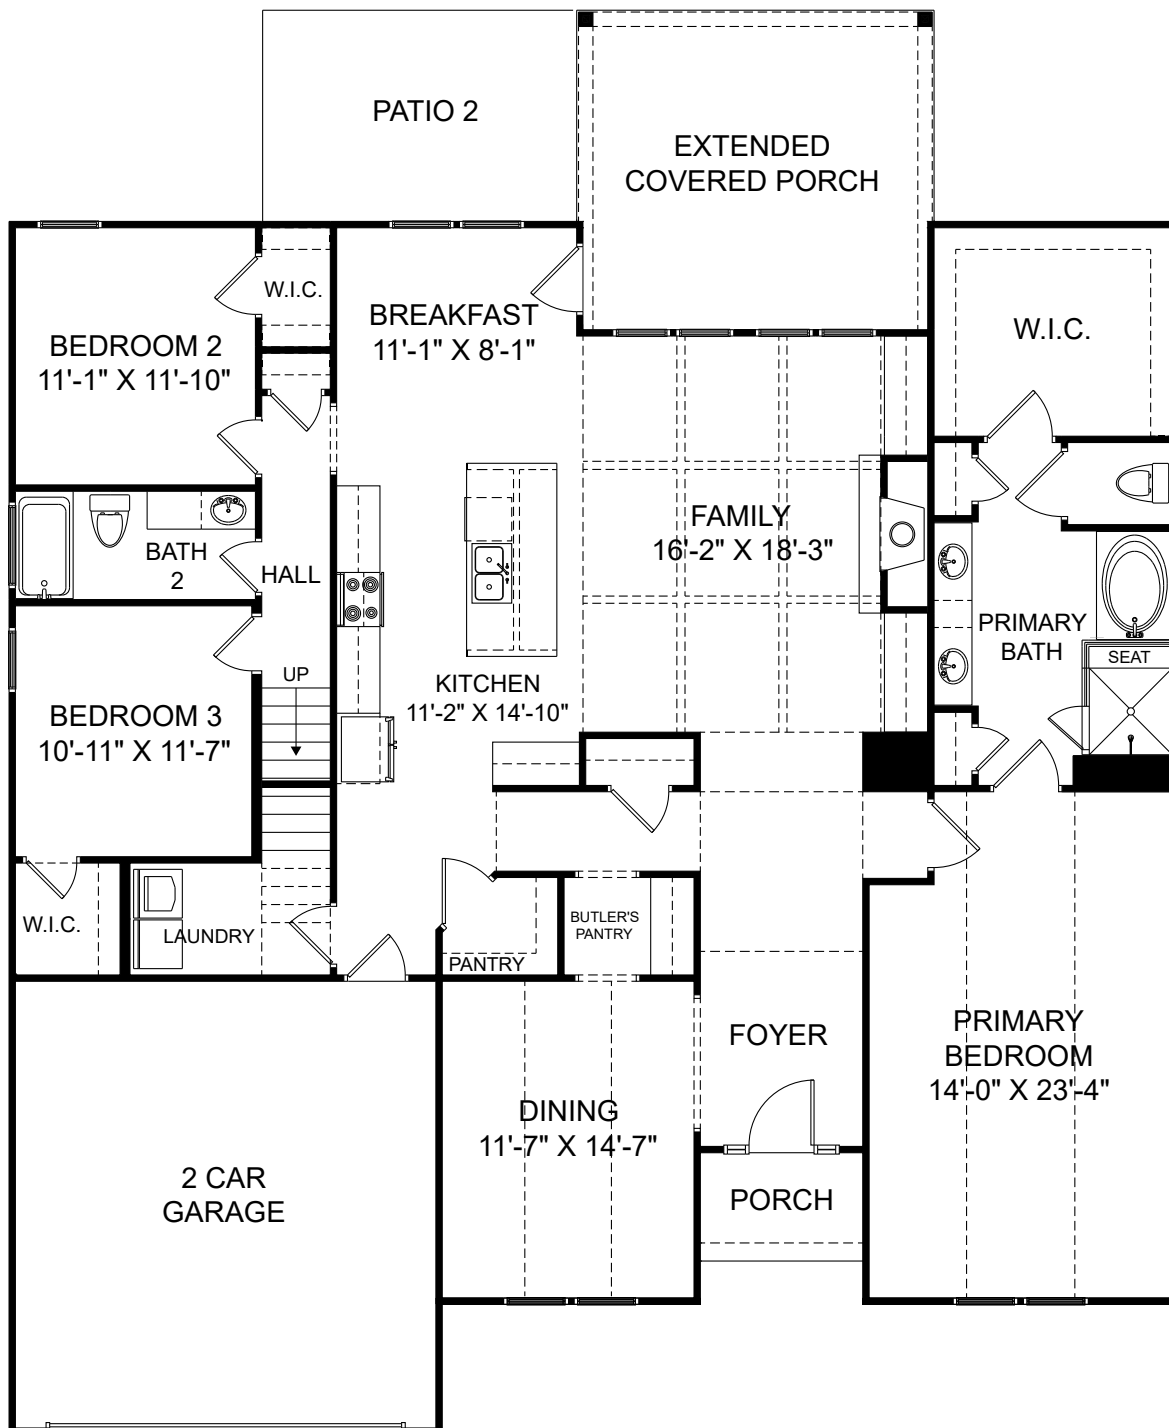 PATIO 2
EXTENDED
COVERED PORCH
W.I.C.
BREAKFAST
11'-1" X 8'-1"
W.I.C.
BEDROOM 2
11'-1" X 11'-10"
FAMILY
16'-2" X 18'-3"
BATH
2
HALL
PRIMARY
BATH
SEAT
UP
KITCHEN
11'-2" X 14'-10"
BEDROOM 3
10'-11" X 11'-7"
W.I.C.
LAUNDRY
PANTRY
BUTLER'S
PANTRY
FOYER
PRIMARY
BEDROOM
14'-0" X 23'-4"
DINING
11'-7" X 14'-7"
2 CAR
GARAGE
PORCH